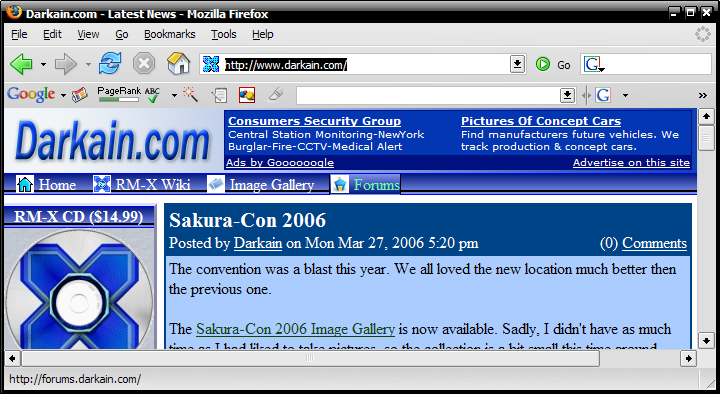 Darkain.com - Latest News - Mozilla Firefox
File Edit View Go Bookmarks Tools Help
http://www.darkain.com/ Go G
Google PageRank ABC G
Darkain.com
Consumers Security Group
Central Station Monitoring-NewYork
Burglar-Fire-CCTV-Medical Alert
Pictures Of Concept Cars
Find manufacturers future vehicles. We
track production & concept cars.
Ads by Goooooogle
Advertise on this site
Home RM-X Wiki Image Gallery Forums
RM-X CD ($14.99)
Sakura-Con 2006
Posted by Darkain on Mon Mar 27, 2006 5:20 pm (0) Comments
The convention was a blast this year. We all loved the new location much better then
the previous one.
The Sakura-Con 2006 Image Gallery is now available. Sadly, I didn't have as much
time as I had liked to take pictures, so the collection is a bit small this time around.
http://forums.darkain.com/